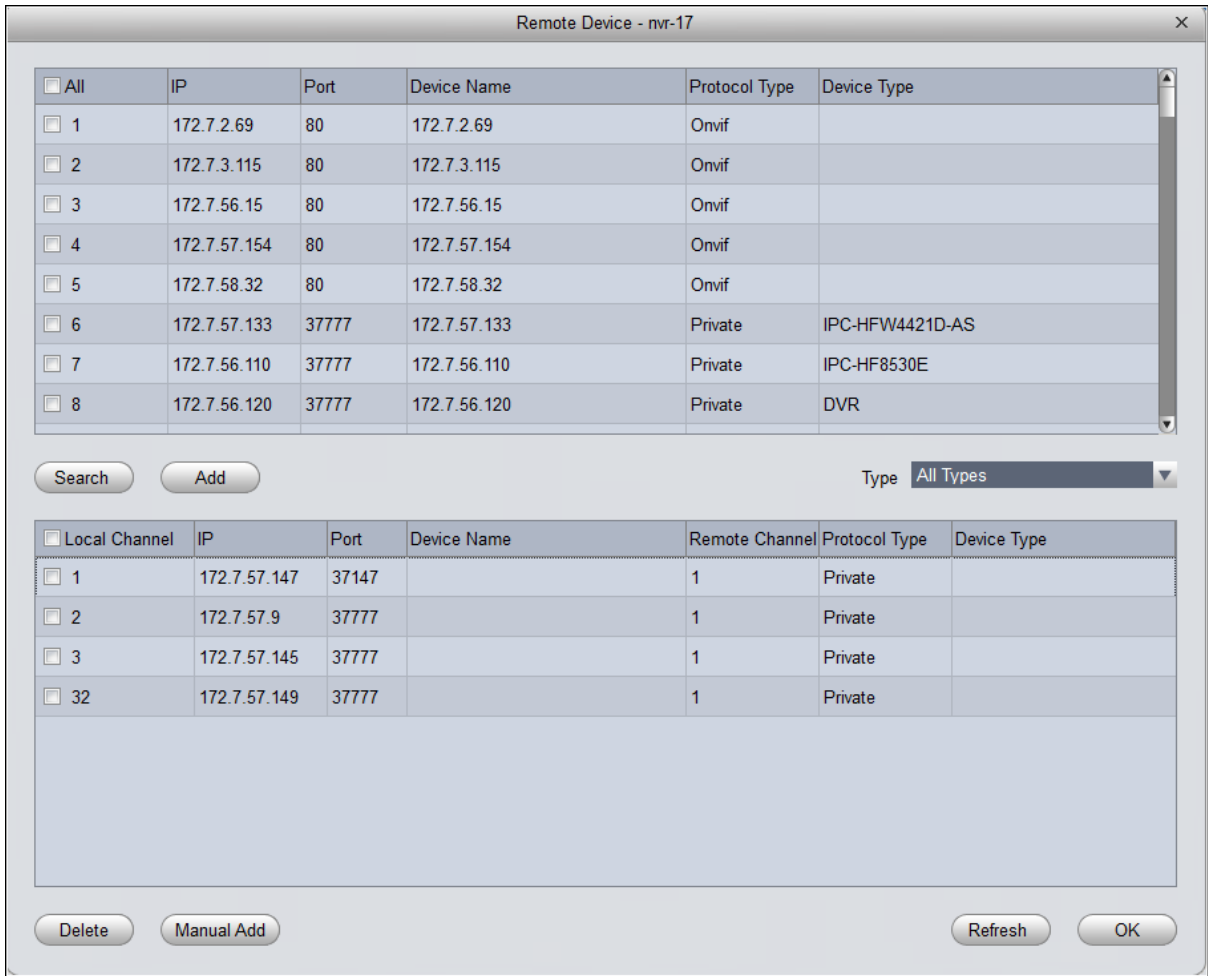 Remote Device - nvr-17
All IP Port Device Name Protocol Type Device Type
1 172.7.2.69 80 172.7.2.69 Onvif
2 172.7.3.115 80 172.7.3.115 Onvif
3 172.7.56.15 80 172.7.56.15 Onvif
4 172.7.57.154 80 172.7.57.154 Onvif
5 172.7.58.32 80 172.7.58.32 Onvif
6 172.7.57.133 37777 172.7.57.133 Private IPC-HFW4421D-AS
7 172.7.56.110 37777 172.7.56.110 Private IPC-HF8530E
8 172.7.56.120 37777 172.7.56.120 Private DVR
Search Add Type All Types
Local Channel IP Port Device Name Remote Channel Protocol Type Device Type
1 172.7.57.147 37147 1 Private
2 172.7.57.9 37777 1 Private
3 172.7.57.145 37777 1 Private
32 172.7.57.149 37777 1 Private
Delete Manual Add Refresh OK